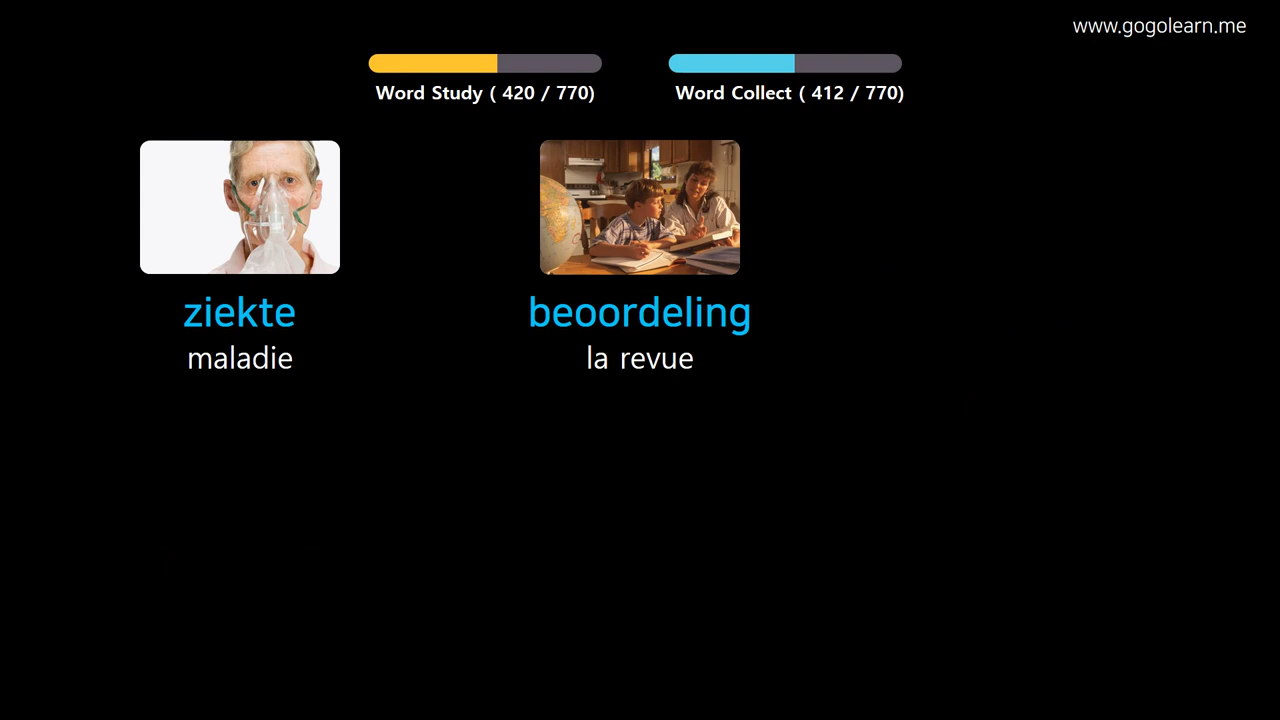 www.gogolearn.me
Word Study ( 420 / 770)
Word Collect ( 412 / 770)
ziekte
maladie
beoordeling
la revue